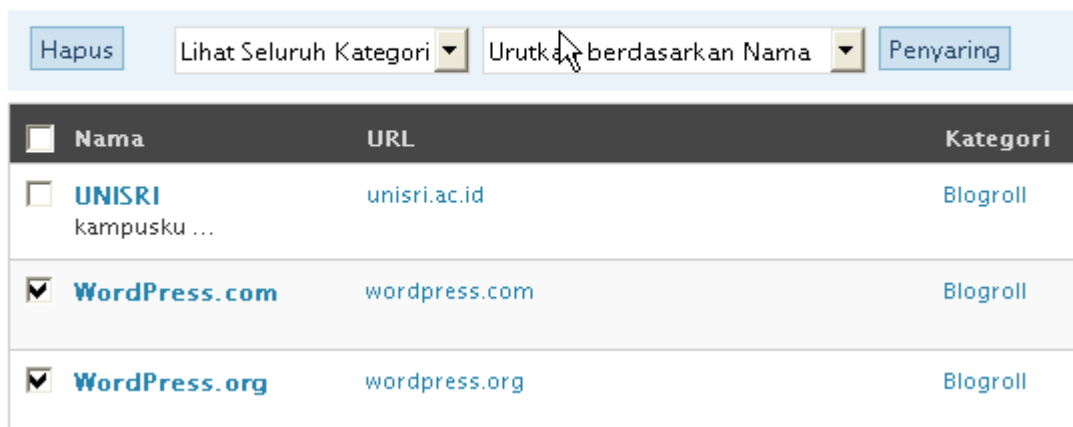 Hapus Lihat Seluruh Kategori Urutkan berdasarkan Nama Penyaring
Nama URL Kategori
UNISRI unisri.ac.id Blogroll
kampusku ...
WordPress.com wordpress.com Blogroll
WordPress.org wordpress.org Blogroll